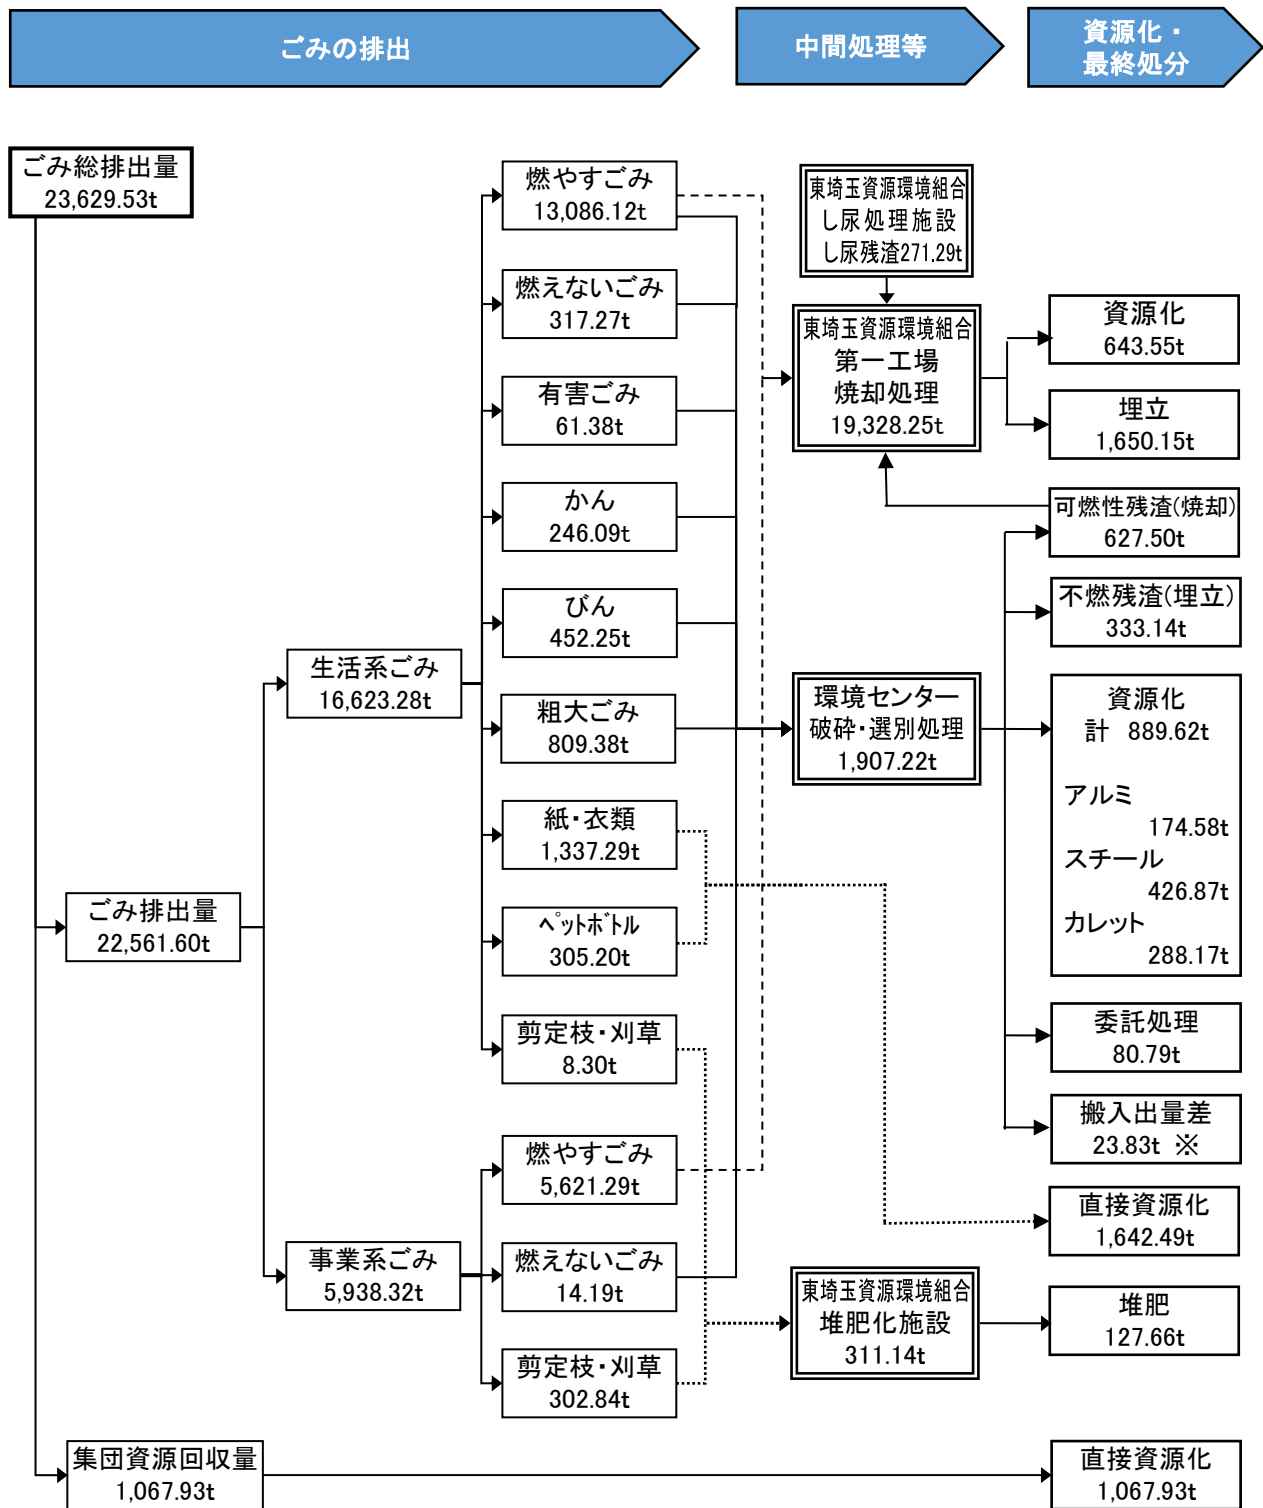 ごみの排出
中間処理等
資源化・
最終処分
ごみ総排出量
23,629.53t
ごみ排出量
22,561.60t
集団資源回収量
1,067.93t
生活系ごみ
16,623.28t
事業系ごみ
5,938.32t
燃やすごみ
13,086.12t
燃えないごみ
317.27t
有害ごみ
61.38t
かん
246.09t
びん
452.25t
粗大ごみ
809.38t
紙・衣類
1,337.29t
ペットボトル
305.20t
剪定枝・刈草
8.30t
燃やすごみ
5,621.29t
燃えないごみ
14.19t
剪定枝・刈草
302.84t
東埼玉資源環境組合
し尿処理施設
し尿残渣271.29t
東埼玉資源環境組合
第一工場
焼却処理
19,328.25t
環境センター
破砕・選別処理
1,907.22t
東埼玉資源環境組合
堆肥化施設
311.14t
資源化
643.55t
埋立
1,650.15t
可燃性残渣(焼却)
627.50t
不燃残渣(埋立)
333.14t
資源化
計 889.62t
アルミ
174.58t
スチール
426.87t
カレット
288.17t
委託処理
80.79t
搬入出量差
23.83t ※
直接資源化
1,642.49t
堆肥
127.66t
直接資源化
1,067.93t